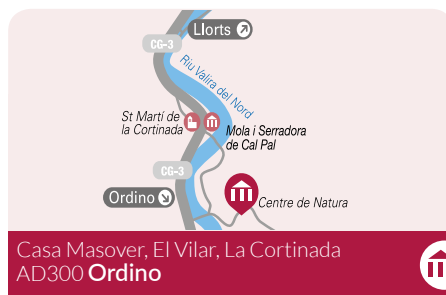 Llorts
CG-3
Riu Valira del Nord
St Martí de
la Cortinada
Mola i Serradora
de Cal Pal
CG-3
Ordino
Centre de Natura
Casa Masover, El Vilar, La Cortinada
AD300 Ordino